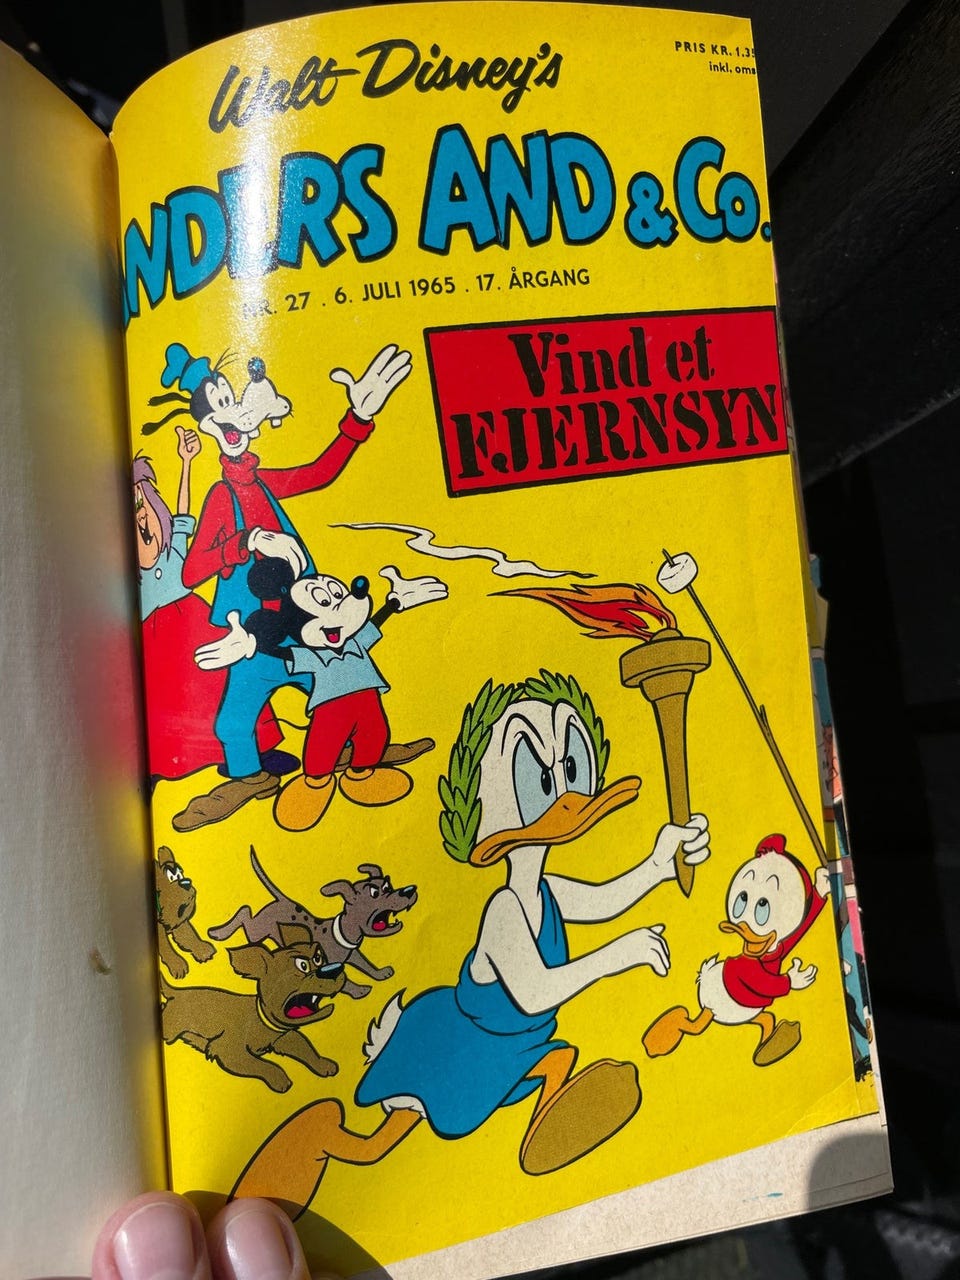 Walt Disney's
ANDERS AND & Co.
NR. 27 . 6. JULI 1965 . 17. ÅRGANG
PRIS KR. 1.35
inkl. oms
Vind et
FJERNSYN